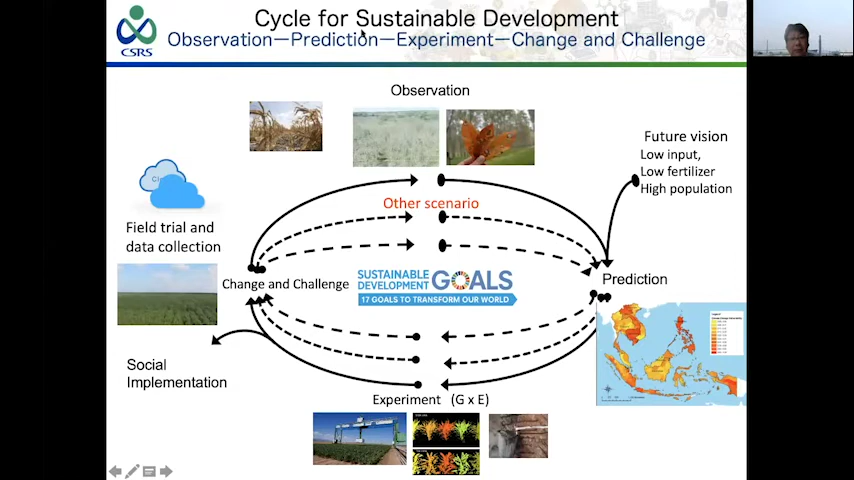 Cycle for Sustainable Development
Observation－Prediction－Experiment－Change and Challenge
CSRS
Observation
Future vision
Low input,
Low fertilizer
High population
Other scenario
Field trial and
data collection
Change and Challenge
SUSTAINABLE
DEVELOPMENT
GOALS
17 GOALS TO TRANSFORM OUR WORLD
Prediction
Social
Implementation
Experiment (G x E)